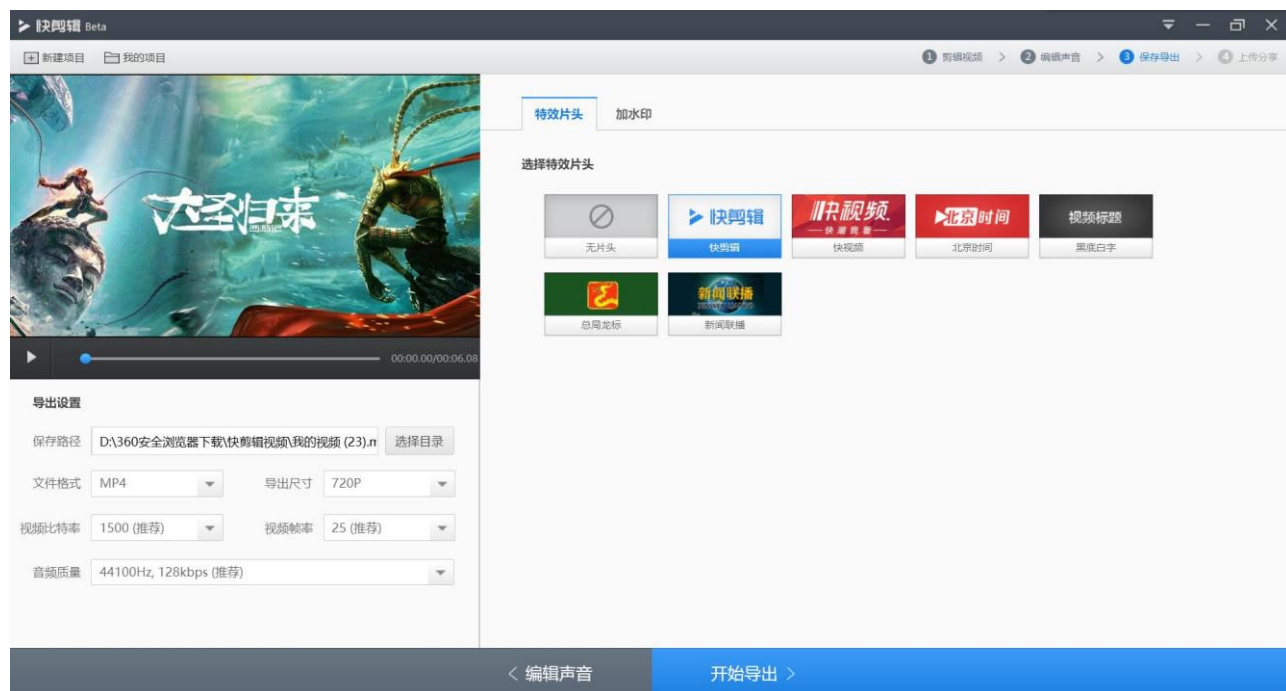 快剪辑 Beta
新建项目 我的项目
1 剪辑视频 > 2 编辑声音 > 3 保存导出 > 4 上传分享
大圣归来
西游记
00:00.00/00:06.08
特效片头 加水印
选择特效片头
快剪辑 快视频 北京时间 视频标题
快来我看
无片头 快剪辑 快视频 北京时间 黑底白字
新闻联播
总局龙标 新闻联播
导出设置
保存路径 D:\360安全浏览器下载\快剪辑视频\我的视频 (23).m 选择目录
文件格式 MP4 导出尺寸 720P
视频比特率 1500 (推荐) 视频帧率 25 (推荐)
音频质量 44100Hz, 128kbps (推荐)
< 编辑声音 开始导出 >